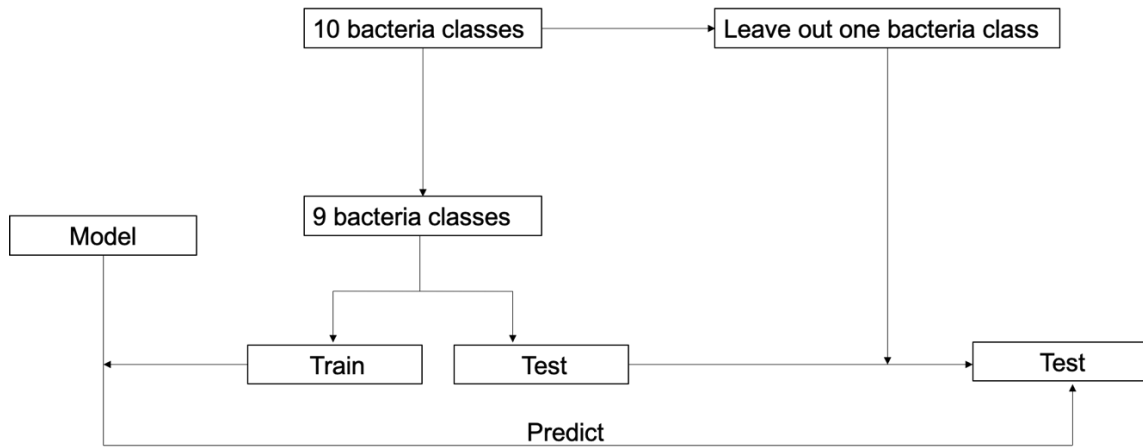 10 bacteria classes
Leave out one bacteria class
9 bacteria classes
Model
Train
Test
Test
Predict